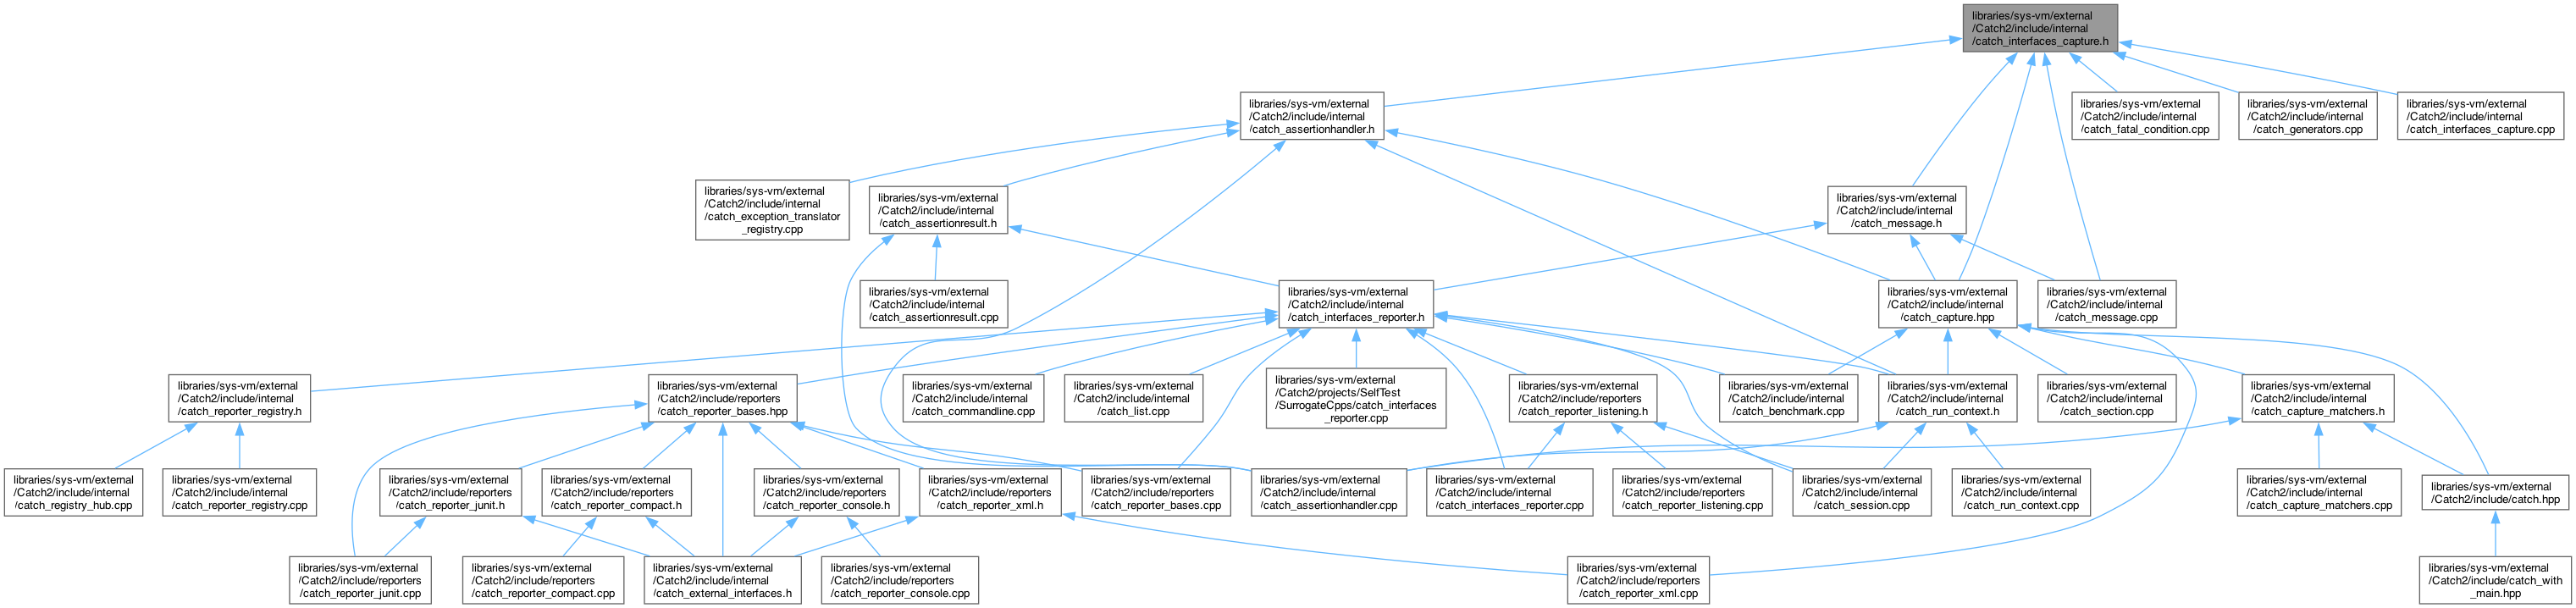 libraries/sys-vm/external
/Catch2/include/internal
/catch_interfaces_capture.h
libraries/sys-vm/external
/Catch2/include/internal
/catch_assertionhandler.h
libraries/sys-vm/external
/Catch2/include/internal
/catch_fatal_condition.cpp
libraries/sys-vm/external
/Catch2/include/internal
/catch_generators.cpp
libraries/sys-vm/external
/Catch2/include/internal
/catch_interfaces_capture.cpp
libraries/sys-vm/external
/Catch2/include/internal
/catch_exception_translator
_registry.cpp
libraries/sys-vm/external
/Catch2/include/internal
/catch_assertionresult.h
libraries/sys-vm/external
/Catch2/include/internal
/catch_message.h
libraries/sys-vm/external
/Catch2/include/internal
/catch_assertionresult.cpp
libraries/sys-vm/external
/Catch2/include/internal
/catch_interfaces_reporter.h
libraries/sys-vm/external
/Catch2/include/internal
/catch_capture.hpp
libraries/sys-vm/external
/Catch2/include/internal
/catch_message.cpp
libraries/sys-vm/external
/Catch2/include/internal
/catch_reporter_registry.h
libraries/sys-vm/external
/Catch2/include/reporters
/catch_reporter_bases.hpp
libraries/sys-vm/external
/Catch2/include/internal
/catch_commandline.cpp
libraries/sys-vm/external
/Catch2/include/internal
/catch_list.cpp
libraries/sys-vm/external
/Catch2/projects/SelfTest
/SurrogateCpps/catch_interfaces
_reporter.cpp
libraries/sys-vm/external
/Catch2/include/reporters
/catch_reporter_listening.h
libraries/sys-vm/external
/Catch2/include/internal
/catch_benchmark.cpp
libraries/sys-vm/external
/Catch2/include/internal
/catch_run_context.h
libraries/sys-vm/external
/Catch2/include/internal
/catch_section.cpp
libraries/sys-vm/external
/Catch2/include/internal
/catch_capture_matchers.h
libraries/sys-vm/external
/Catch2/include/internal
/catch_registry_hub.cpp
libraries/sys-vm/external
/Catch2/include/internal
/catch_reporter_registry.cpp
libraries/sys-vm/external
/Catch2/include/reporters
/catch_reporter_junit.h
libraries/sys-vm/external
/Catch2/include/reporters
/catch_reporter_compact.h
libraries/sys-vm/external
/Catch2/include/reporters
/catch_reporter_console.h
libraries/sys-vm/external
/Catch2/include/reporters
/catch_reporter_xml.h
libraries/sys-vm/external
/Catch2/include/reporters
/catch_reporter_bases.cpp
libraries/sys-vm/external
/Catch2/include/internal
/catch_assertionhandler.cpp
libraries/sys-vm/external
/Catch2/include/internal
/catch_interfaces_reporter.cpp
libraries/sys-vm/external
/Catch2/include/reporters
/catch_reporter_listening.cpp
libraries/sys-vm/external
/Catch2/include/internal
/catch_session.cpp
libraries/sys-vm/external
/Catch2/include/internal
/catch_run_context.cpp
libraries/sys-vm/external
/Catch2/include/internal
/catch_capture_matchers.cpp
libraries/sys-vm/external
/Catch2/include/catch.hpp
libraries/sys-vm/external
/Catch2/include/reporters
/catch_reporter_junit.cpp
libraries/sys-vm/external
/Catch2/include/reporters
/catch_reporter_compact.cpp
libraries/sys-vm/external
/Catch2/include/internal
/catch_external_interfaces.h
libraries/sys-vm/external
/Catch2/include/reporters
/catch_reporter_console.cpp
libraries/sys-vm/external
/Catch2/include/reporters
/catch_reporter_xml.cpp
libraries/sys-vm/external
/Catch2/include/catch_with
_main.hpp